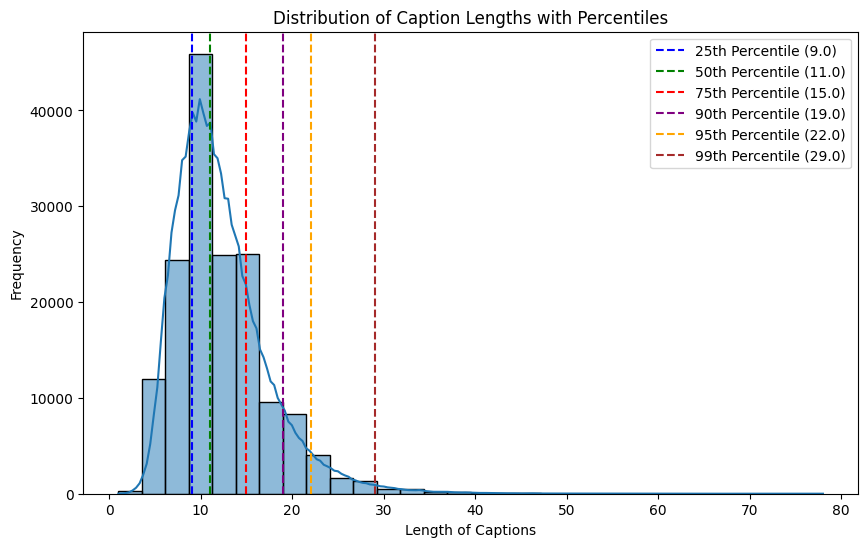 Distribution of Caption Lengths with Percentiles
25th Percentile (9.0)
50th Percentile (11.0)
75th Percentile (15.0)
90th Percentile (19.0)
95th Percentile (22.0)
99th Percentile (29.0)
Frequency
40000
30000
20000
10000
0
0 10 20 30 40 50 60 70 80
Length of Captions